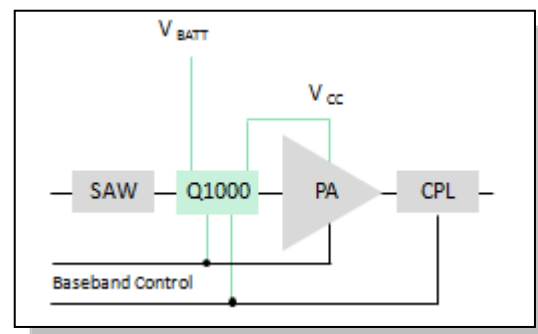 V BATT
V CC
SAW
Q1000
PA
CPL
Baseband Control